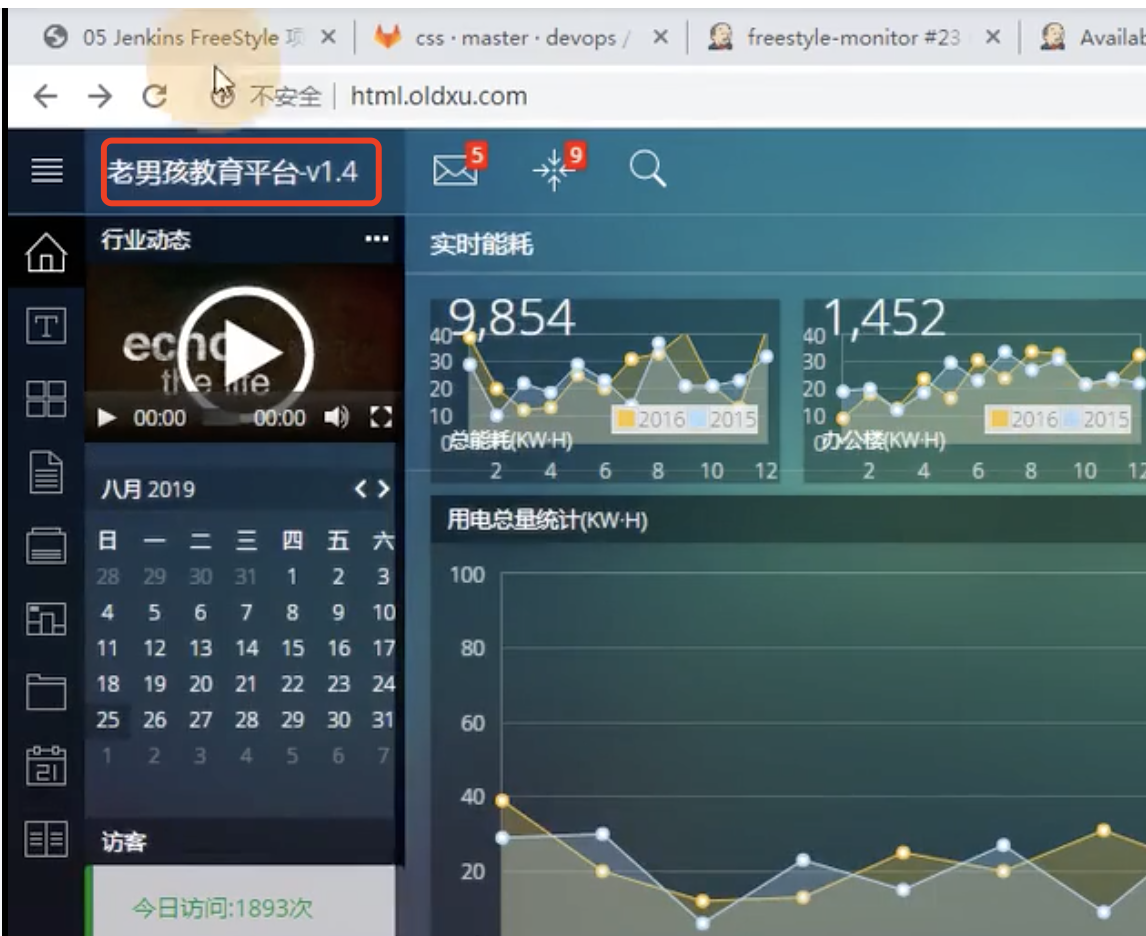 05 Jenkins FreeStyle 项
css · master · devops /
freestyle-monitor #23
Availab
不安全
html.oldxu.com
老男孩教育平台-v1.4
5
9
行业动态
...
实时能耗
echo
the life
00:00
00:00
9,854
40
30
20
10
0
2016 2015
总能耗(KW·H)
2 4 6 8 10 12
1,452
40
30
20
10
0
2016 2015
办公楼(KW·H)
2 4 6 8 10 12
八月 2019
日 一 二 三 四 五 六
28 29 30 31 1 2 3
4 5 6 7 8 9 10
11 12 13 14 15 16 17
18 19 20 21 22 23 24
25 26 27 28 29 30 31
1 2 3 4 5 6 7
21
用电总量统计(KW·H)
100
80
60
40
20
访客
今日访问:1893次